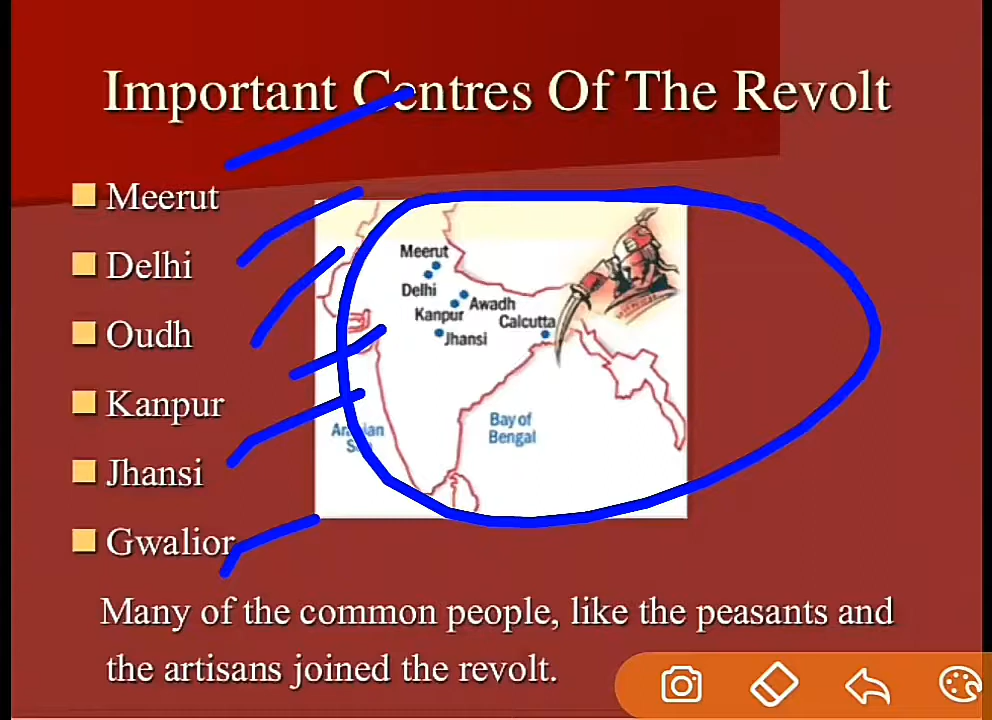 Important Centres Of The Revolt
Meerut
Delhi
Oudh
Kanpur
Jhansi
Gwalior
Meerut
Delhi
Awadh
Kanpur
Calcutta
Jhansi
Arabian
Bay of
Bengal
Many of the common people, like the peasants and
the artisans joined the revolt.